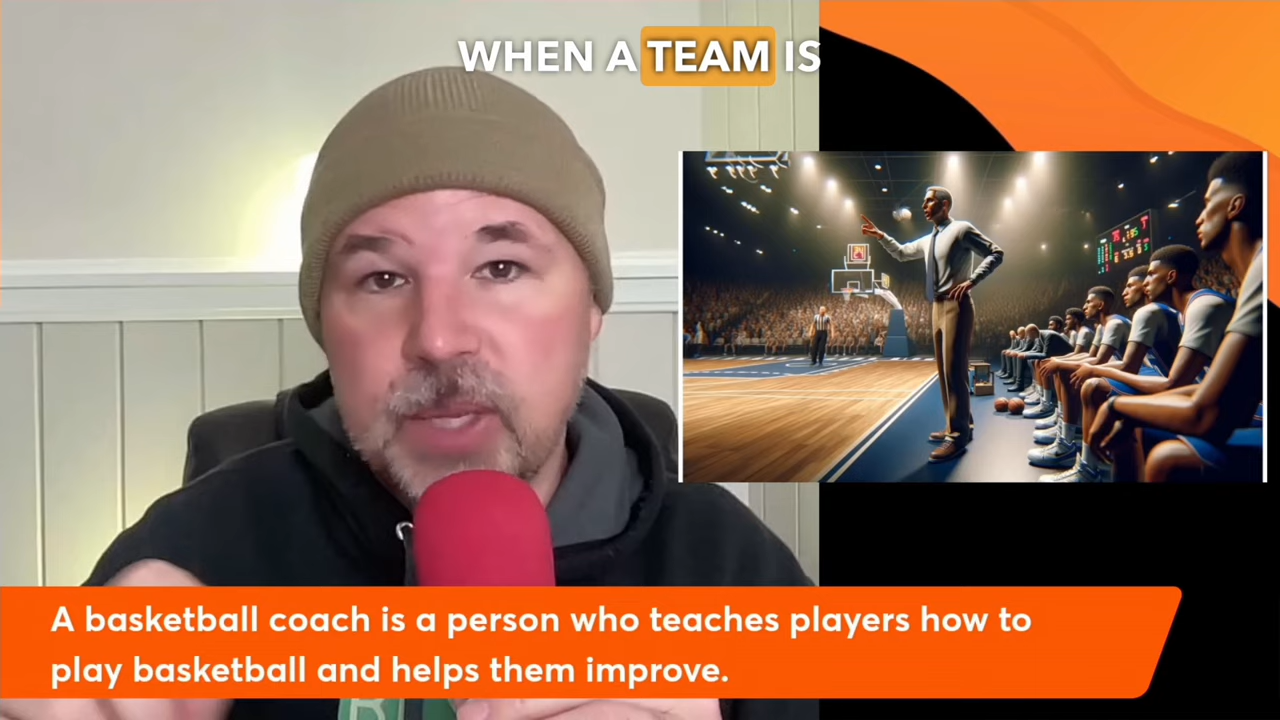 WHEN A TEAM IS
A basketball coach is a person who teaches players how to
play basketball and helps them improve.